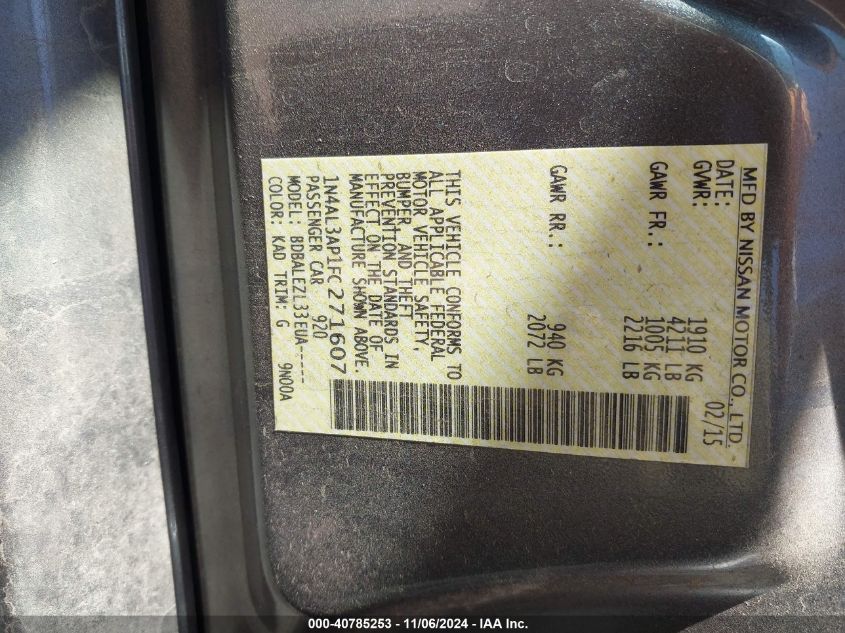 MFD BY NISSAN MOTOR CO., LTD.
DATE: 02/15
GVWR: 1910 KG
4211 LB
GAWR FR.: 1005 KG
2216 LB
GAWR RR.: 940 KG
2072 LB
THIS VEHICLE CONFORMS TO
ALL APPLICABLE FEDERAL
MOTOR VEHICLE SAFETY,
BUMPER, AND THEFT
PREVENTION STANDARDS IN
EFFECT ON THE DATE OF
MANUFACTURE SHOWN ABOVE.
1N4AL3AP1FC271607
PASSENGER CAR 920
MODEL: BDBALEZL33EUA-----
COLOR: KAD TRIM: G 9N00A
000-40785253 - 11/06/2024 - IAA Inc.